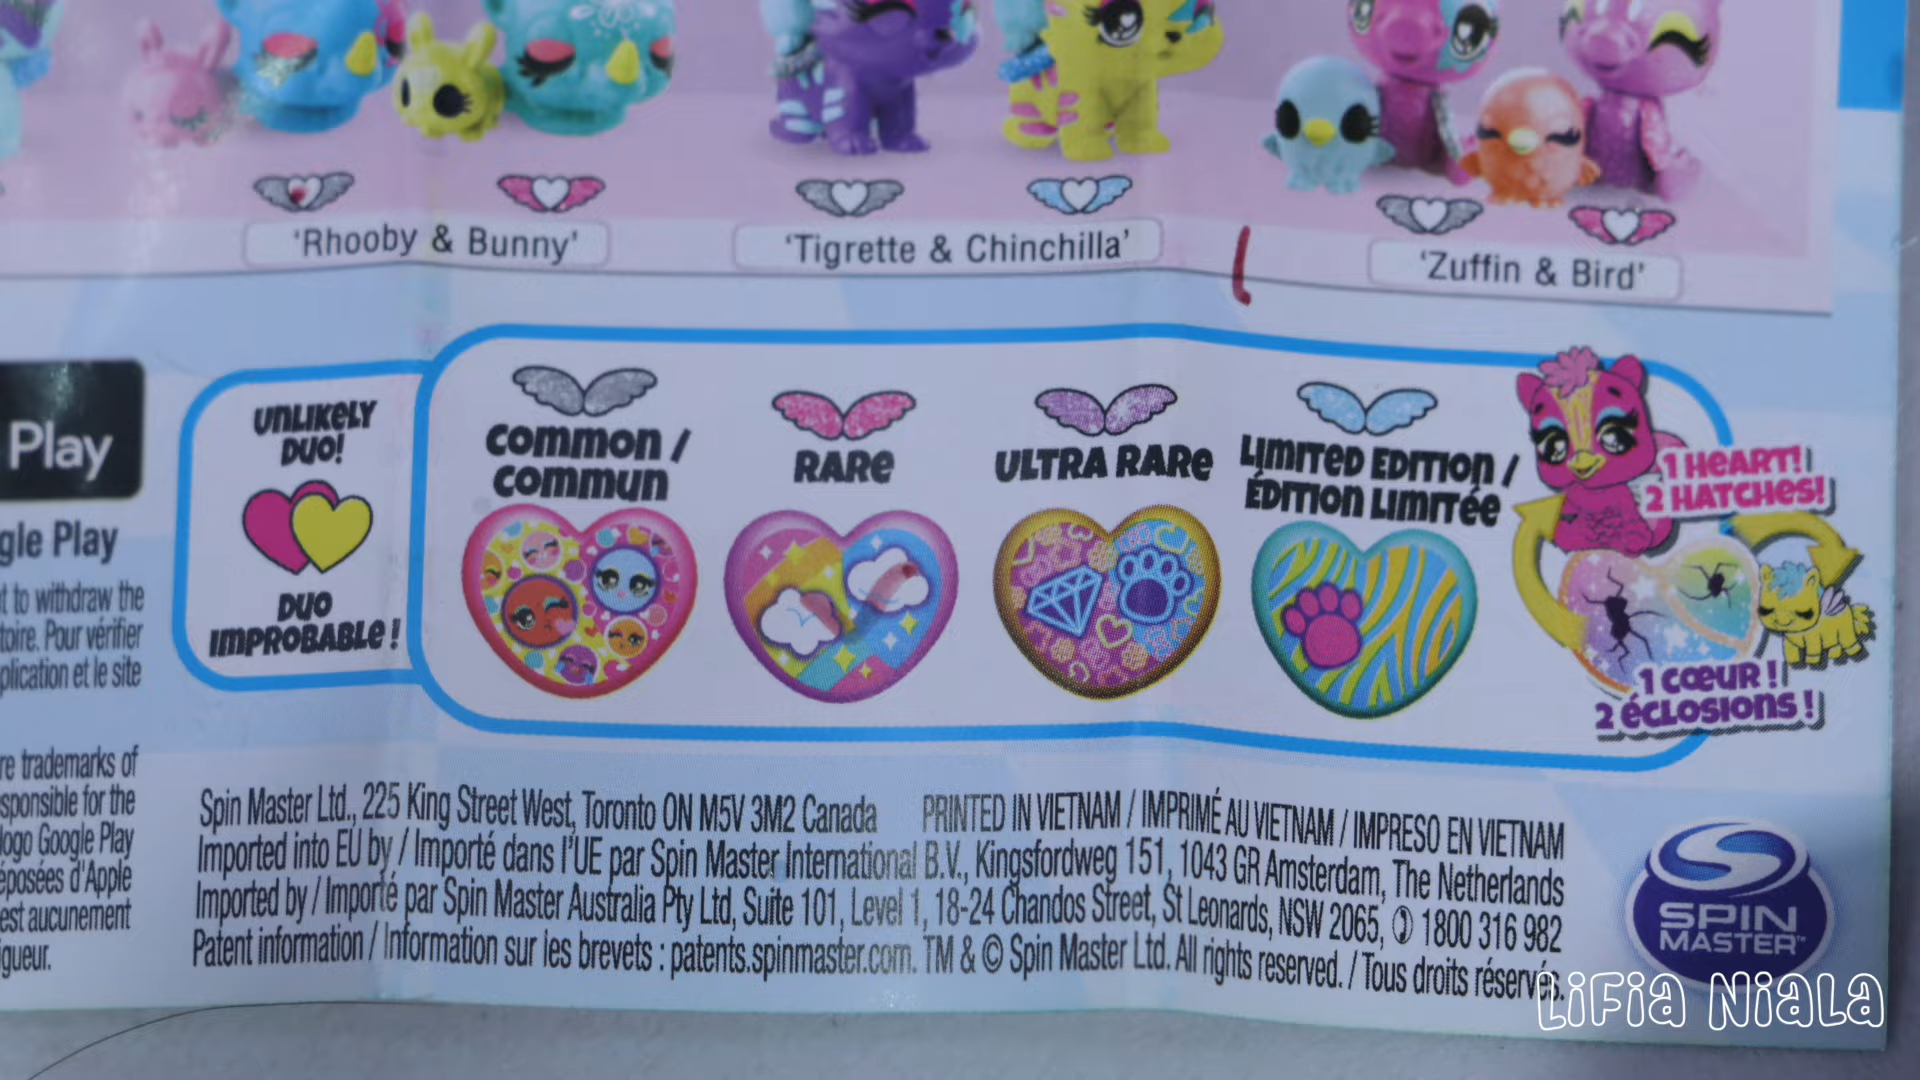 'Rhooby & Bunny'
'Tigrette & Chinchilla'
'Zuffin & Bird'
Play
gle Play
t to withdraw the
toire. Pour vérifier
plication et le site
re trademarks of
sponsible for the
logo Google Play
éposées d'Apple
est aucunement
igueur.
UNLIKELY
DUO!
DUO
IMPROBABLE !
COMMON /
COMMUN
RARE
ULTRA RARE
LIMITED EDITION /
ÉDITION LIMITÉE
1 HEART!
2 HATCHES!
1 CŒUR !
2 ÉCLOSIONS !
Spin Master Ltd., 225 King Street West, Toronto ON M5V 3M2 Canada PRINTED IN VIETNAM / IMPRIMÉ AU VIETNAM / IMPRESO EN VIETNAM
Imported into EU by / Importé dans l'UE par Spin Master International B.V., Kingsfordweg 151, 1043 GR Amsterdam, The Netherlands
Imported by / Importé par Spin Master Australia Pty Ltd, Suite 101, Level 1, 18-24 Chandos Street, St Leonards, NSW 2065, ✆ 1800 316 982
Patent information / Information sur les brevets : patents.spinmaster.com. TM & © Spin Master Ltd. All rights reserved. / Tous droits réservés.
SPIN
MASTER™
LiFia NiaLa